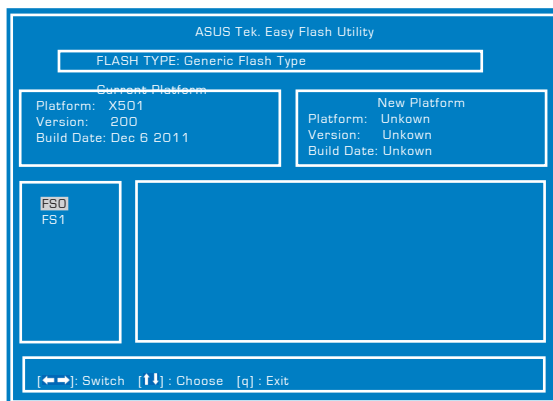 ASUS Tek. Easy Flash Utility
FLASH TYPE: Generic Flash Type
Current Platform
Platform: X501
Version: 200
Build Date: Dec 6 2011
New Platform
Platform: Unkown
Version: Unkown
Build Date: Unkown
FS0
FS1
[←→]: Switch [↑↓] : Choose [q] : Exit